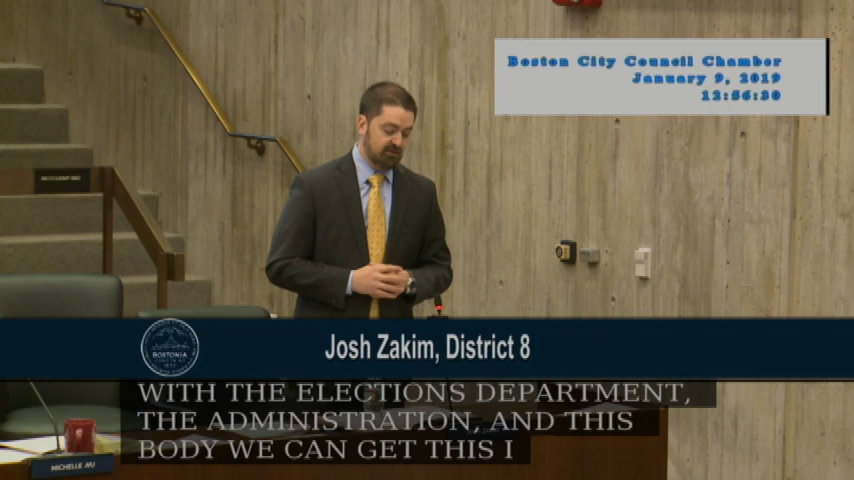 Boston City Council Chamber
January 9, 2019
12:56:30
Josh Zakim, District 8
BOSTONIA
WITH THE ELECTIONS DEPARTMENT,
THE ADMINISTRATION, AND THIS
BODY WE CAN GET THIS I
MICHELLE WU